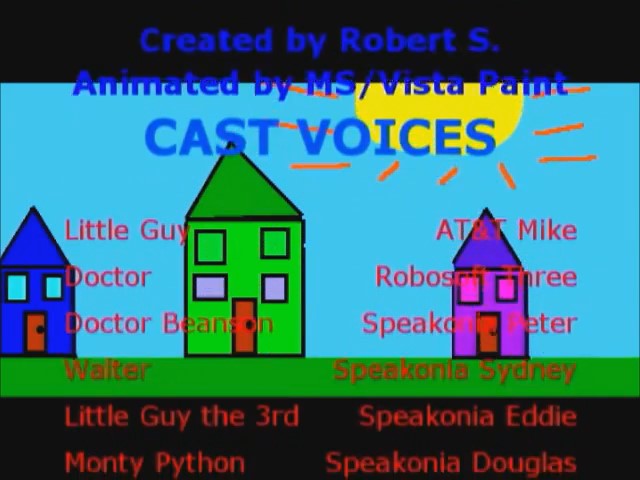 Created by Robert S.
Animated by MS/Vista Paint
CAST VOICES
Little Guy AT&T Mike
Doctor Robosoft Three
Doctor Beanson Speakonia Peter
Walter Speakonia Sydney
Little Guy the 3rd Speakonia Eddie
Monty Python Speakonia Douglas